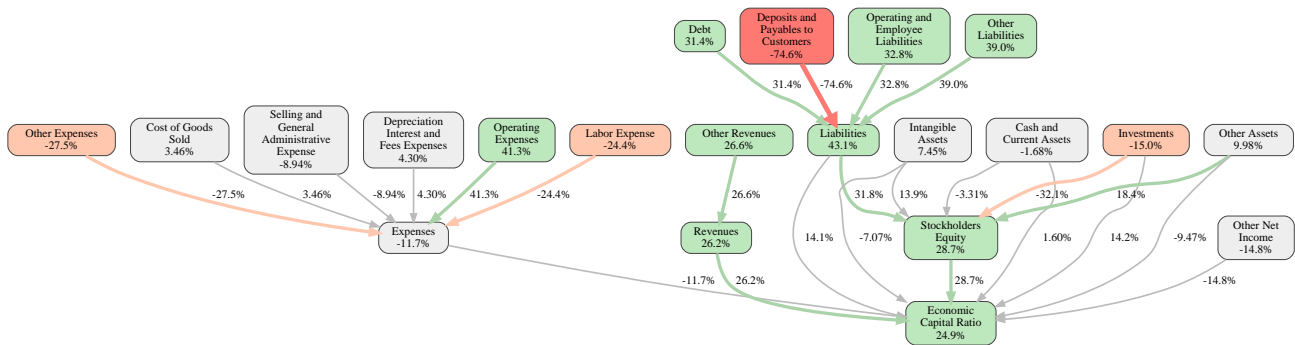 Debt
31.4%
Deposits and
Payables to
Customers
-74.6%
Operating and
Employee
Liabilities
32.8%
Other
Liabilities
39.0%
31.4%
-74.6%
32.8%
39.0%
Other Expenses
-27.5%
Cost of Goods
Sold
3.46%
Selling and
General
Administrative
Expense
-8.94%
Depreciation
Interest and
Fees Expenses
4.30%
Operating
Expenses
41.3%
Labor Expense
-24.4%
Other Revenues
26.6%
Liabilities
43.1%
Intangible
Assets
7.45%
Cash and
Current Assets
-1.68%
Investments
-15.0%
Other Assets
9.98%
-27.5%
3.46%
-8.94%
4.30%
41.3%
-24.4%
26.6%
31.8%
13.9%
-3.31%
-32.1%
18.4%
Expenses
-11.7%
Revenues
26.2%
14.1%
-7.07%
Stockholders
Equity
28.7%
1.60%
14.2%
-9.47%
Other Net
Income
-14.8%
-11.7%
26.2%
28.7%
-14.8%
Economic
Capital Ratio
24.9%